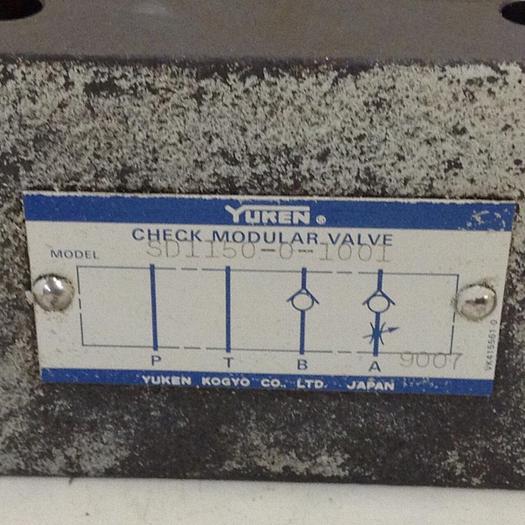 YUKEN ®
CHECK MODULAR VALVE
MODEL SD1150-0-1001
P T B A 9007
YUKEN KOGYO CO., LTD. JAPAN